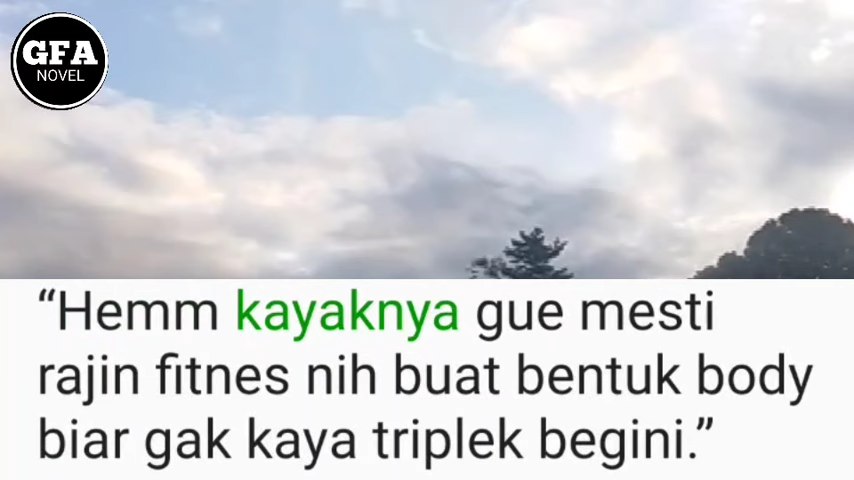 GFA
NOVEL
“Hemm kayaknya gue mesti
rajin fitnes nih buat bentuk body
biar gak kaya triplek begini.”